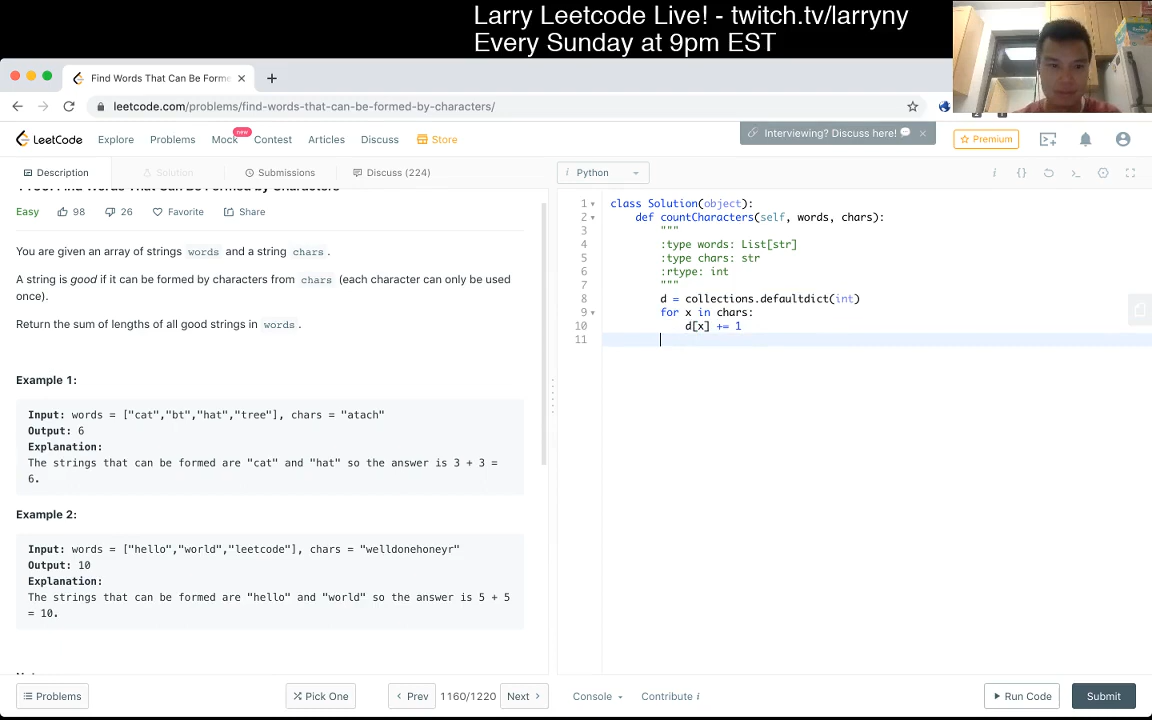 Larry Leetcode Live! - twitch.tv/larryny
Every Sunday at 9pm EST
Find Words That Can Be Forme
leetcode.com/problems/find-words-that-can-be-formed-by-characters/
LeetCode
Explore
Problems
Mock
new
Contest
Articles
Discuss
Store
Interviewing? Discuss here!
Premium
Description
Solution
Submissions
Discuss (224)
i Python
Find Words That Can Be Formed by Characters
Easy
98
26
Favorite
Share
You are given an array of strings words and a string chars.
A string is good if it can be formed by characters from chars (each character can only be used
once).
Return the sum of lengths of all good strings in words.
Example 1:
Input: words = ["cat","bt","hat","tree"], chars = "atach"
Output: 6
Explanation:
The strings that can be formed are "cat" and "hat" so the answer is 3 + 3 =
6.
Example 2:
Input: words = ["hello","world","leetcode"], chars = "welldonehoneyr"
Output: 10
Explanation:
The strings that can be formed are "hello" and "world" so the answer is 5 + 5
= 10.
1 class Solution(object):
2 def countCharacters(self, words, chars):
3 """
4 :type words: List[str]
5 :type chars: str
6 :rtype: int
7 """
8 d = collections.defaultdict(int)
9 for x in chars:
10 d[x] += 1
11
Problems
Pick One
Prev
1160/1220
Next
Console
Contribute i
Run Code
Submit